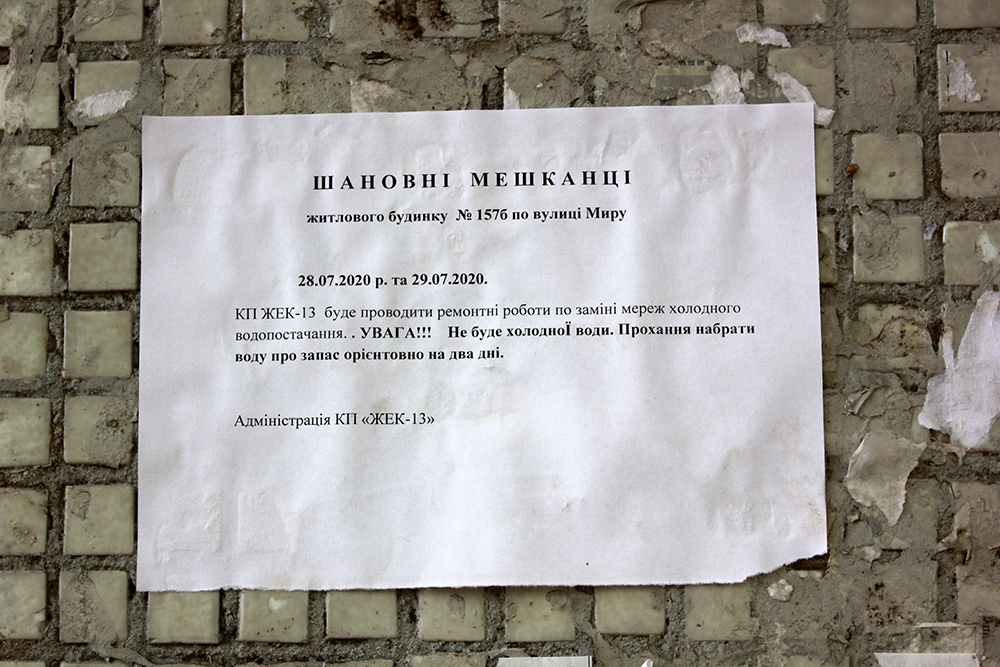 ШАНОВНІ МЕШКАНЦІ
житлового будинку № 157б по вулиці Миру
28.07.2020 р. та 29.07.2020.
КП ЖЕК-13 буде проводити ремонтні роботи по заміні мереж холодного
водопостачання. . УВАГА!!! Не буде холодноЇ води. Прохання набрати
воду про запас орієнтовно на два дні.
Адміністрація КП «ЖЕК-13»